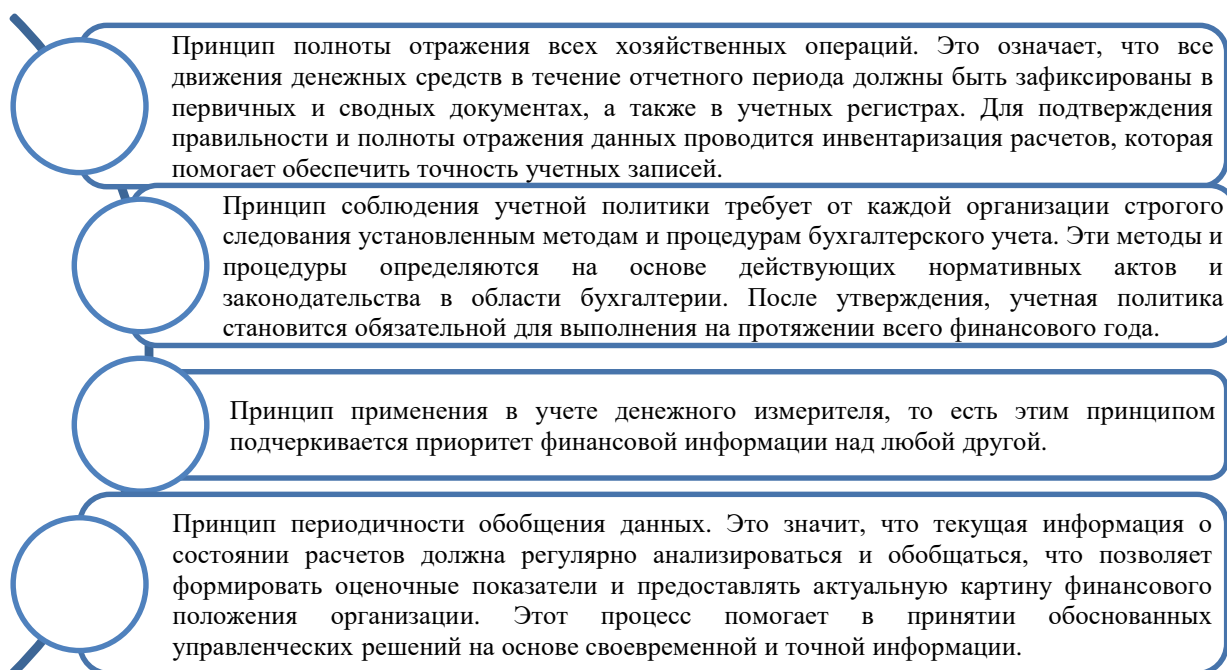 Принцип полноты отражения всех хозяйственных операций. Это означает, что все
движения денежных средств в течение отчетного периода должны быть зафиксированы в
первичных и сводных документах, а также в учетных регистрах. Для подтверждения
правильности и полноты отражения данных проводится инвентаризация расчетов, которая
помогает обеспечить точность учетных записей.
Принцип соблюдения учетной политики требует от каждой организации строгого
следования установленным методам и процедурам бухгалтерского учета. Эти методы и
процедуры определяются на основе действующих нормативных актов и
законодательства в области бухгалтерии. После утверждения, учетная политика
становится обязательной для выполнения на протяжении всего финансового года.
Принцип применения в учете денежного измерителя, то есть этим принципом
подчеркивается приоритет финансовой информации над любой другой.
Принцип периодичности обобщения данных. Это значит, что текущая информация о
состоянии расчетов должна регулярно анализироваться и обобщаться, что позволяет
формировать оценочные показатели и предоставлять актуальную картину финансового
положения организации. Этот процесс помогает в принятии обоснованных
управленческих решений на основе своевременной и точной информации.